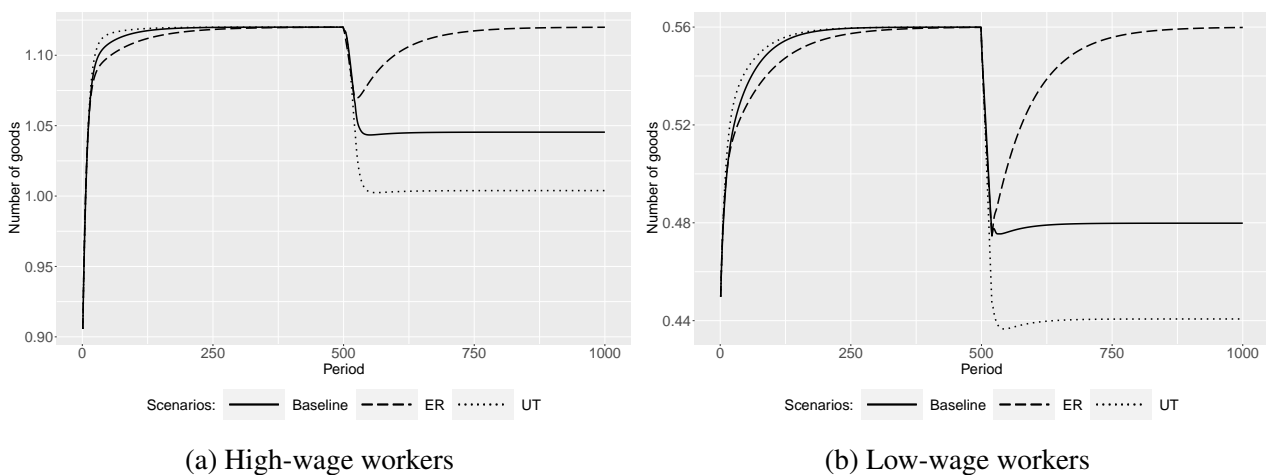 1.10
1.05
1.00
0.95
0.90
Number of goods
0 250 500 750 1000
Period
Scenarios: Baseline ER UT
(a) High-wage workers
0.56
0.52
0.48
0.44
Number of goods
0 250 500 750 1000
Period
Scenarios: Baseline ER UT
(b) Low-wage workers